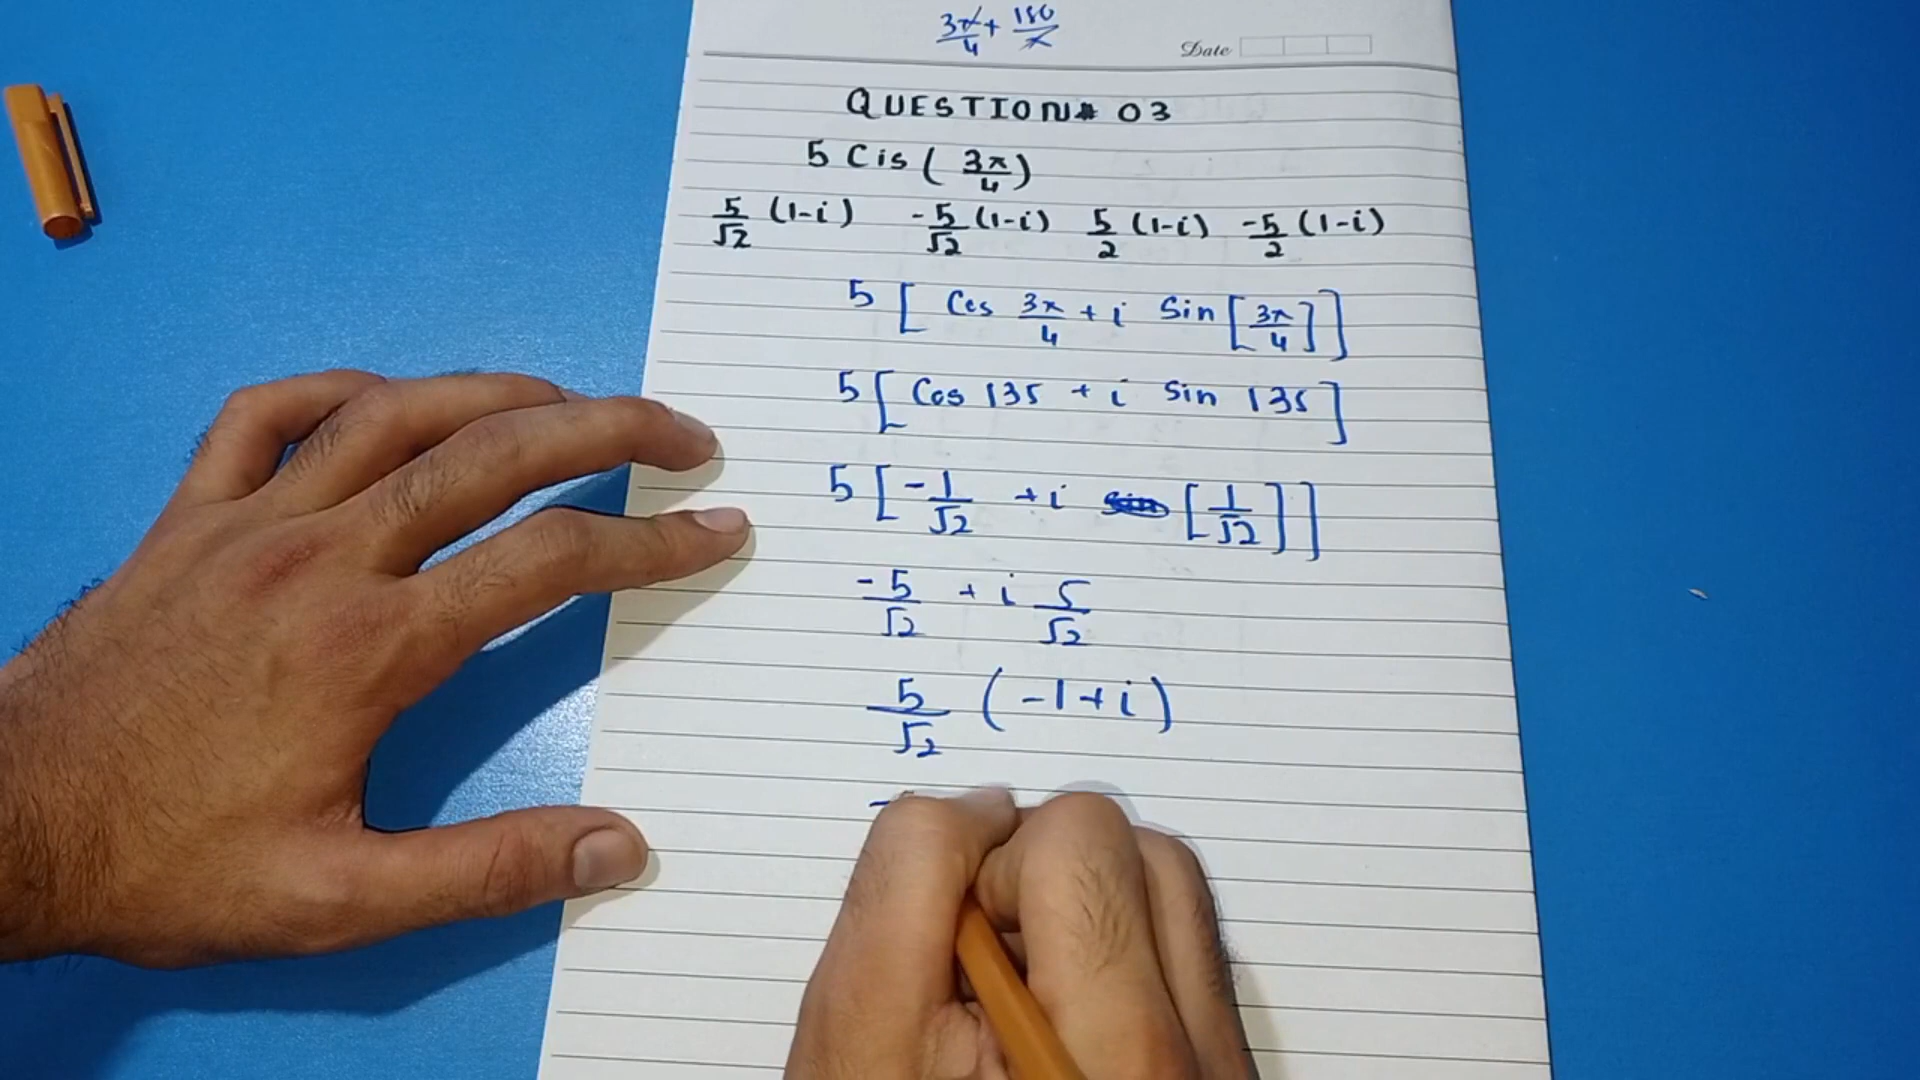 3π/4 + 180/π
Date
QUESTION# 03
5 Cis ( 3π/4 )
5/√2 (1-i) -5/√2 (1-i) 5/2 (1-i) -5/2 (1-i)
5 [ Cos 3π/4 + i Sin [ 3π/4 ] ]
5 [ Cos 135 + i Sin 135 ]
5 [ -1/√2 + i [ 1/√2 ] ]
-5/√2 + i 5/√2
5/√2 ( -1+i )